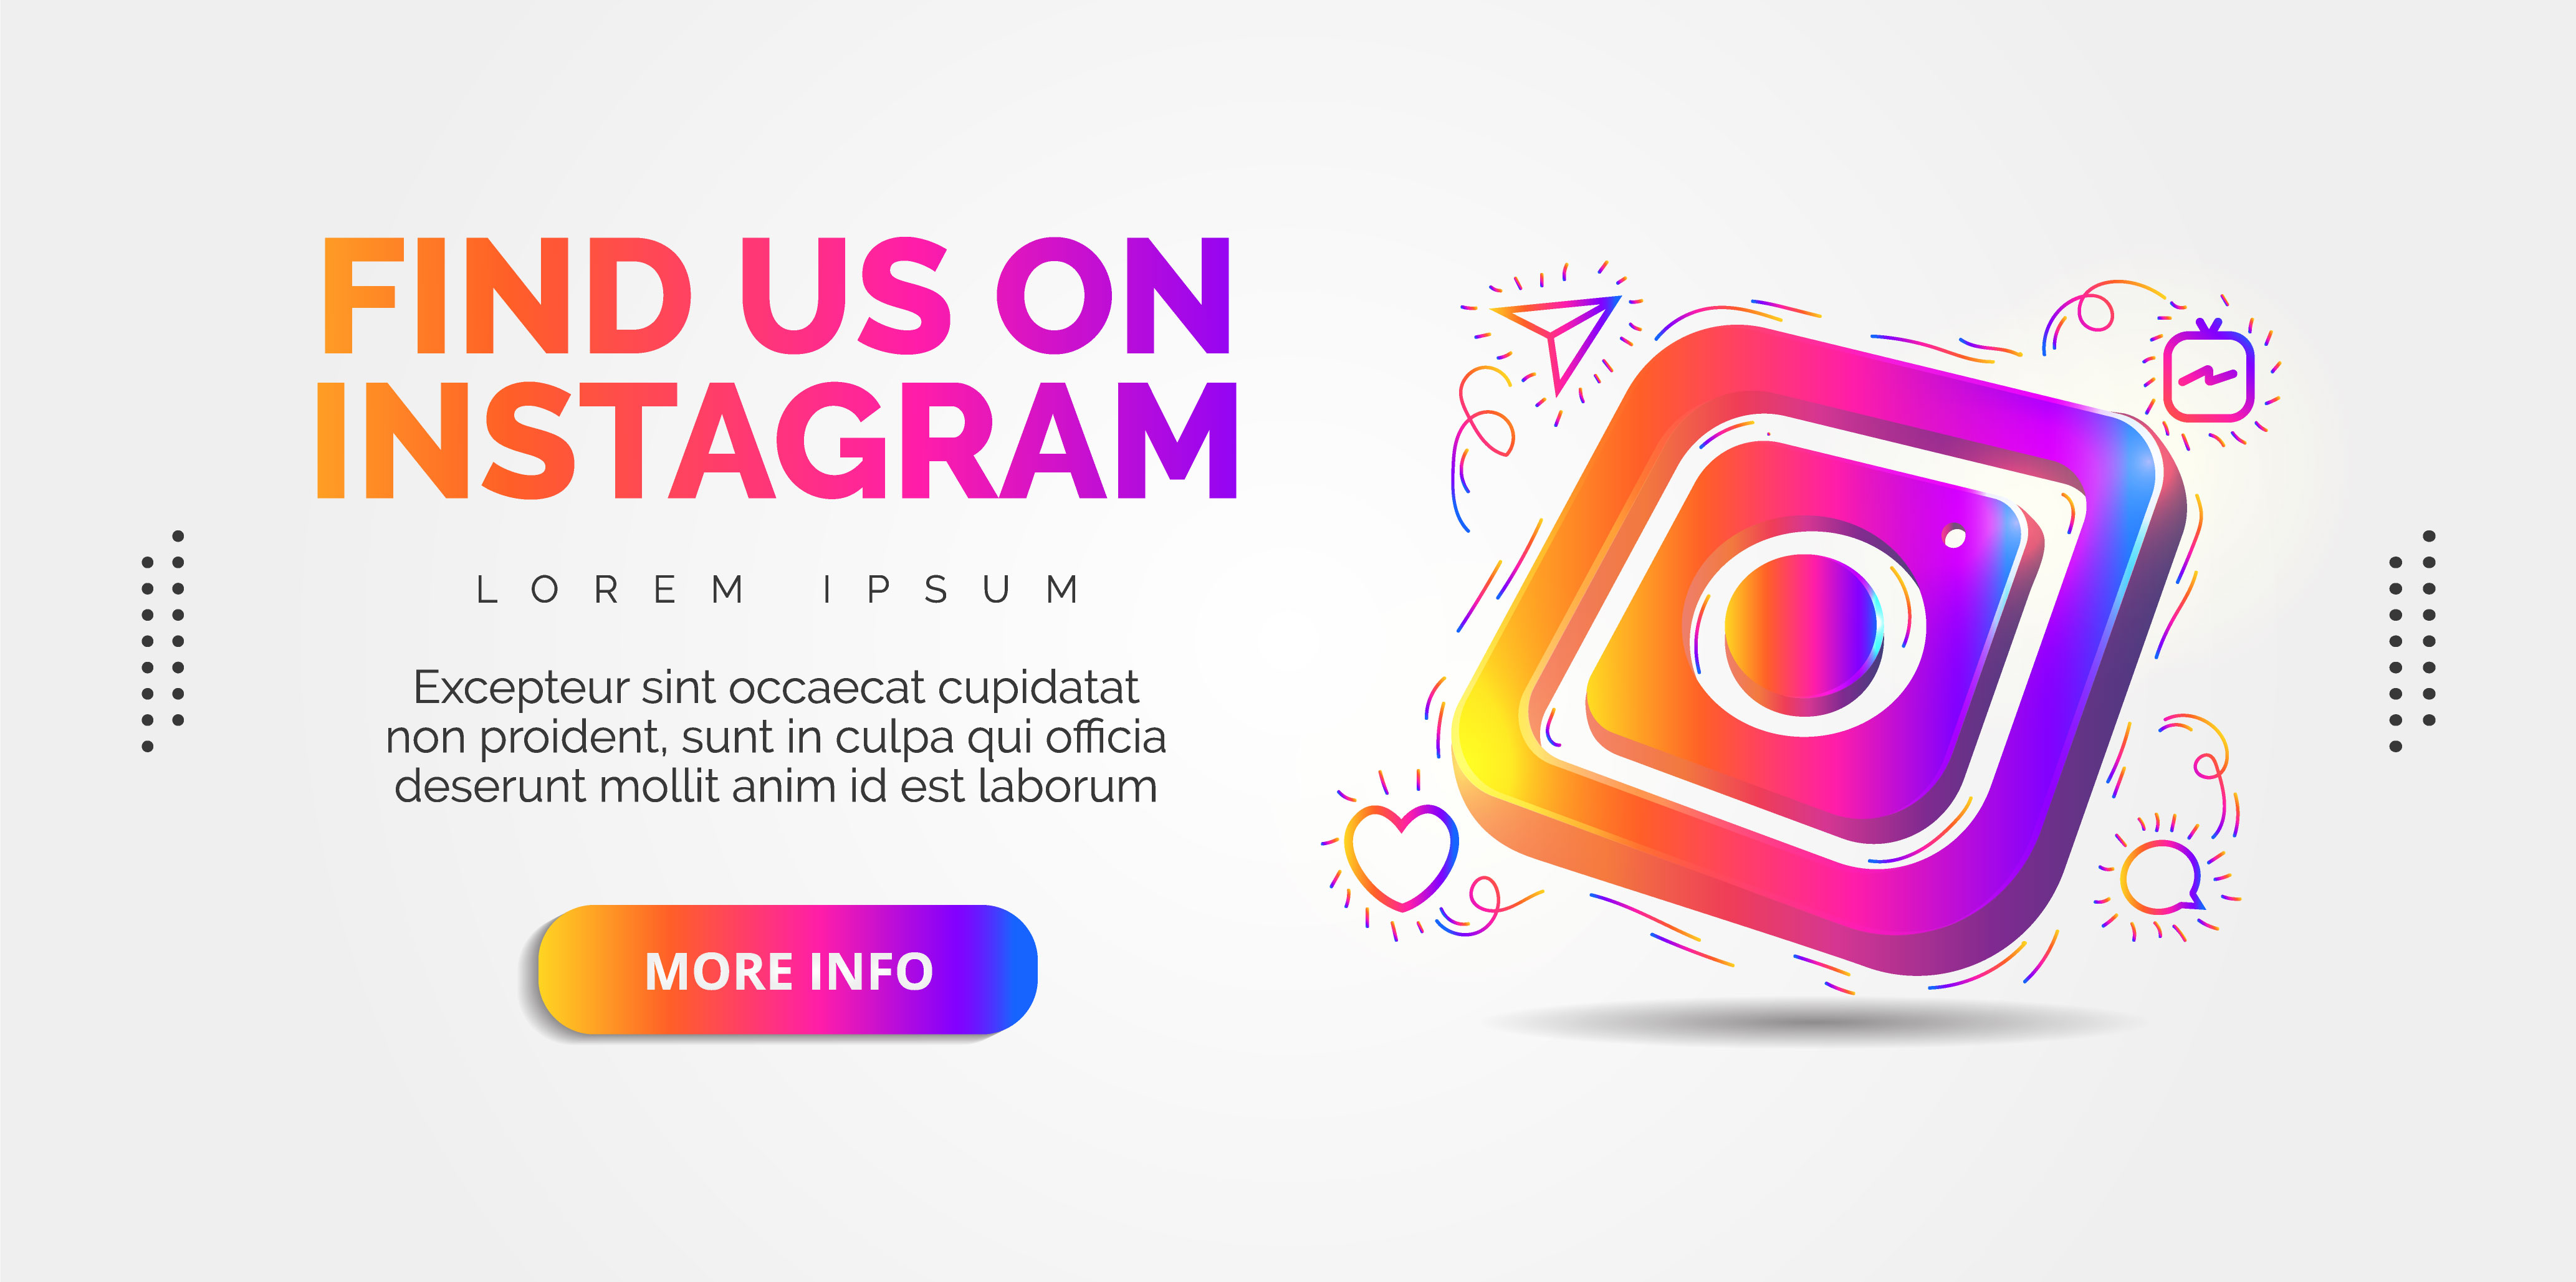 FIND US ON
INSTAGRAM
LOREM IPSUM
Excepteur sint occaecat cupidatat
non proident, sunt in culpa qui officia
deserunt mollit anim id est laborum
MORE INFO